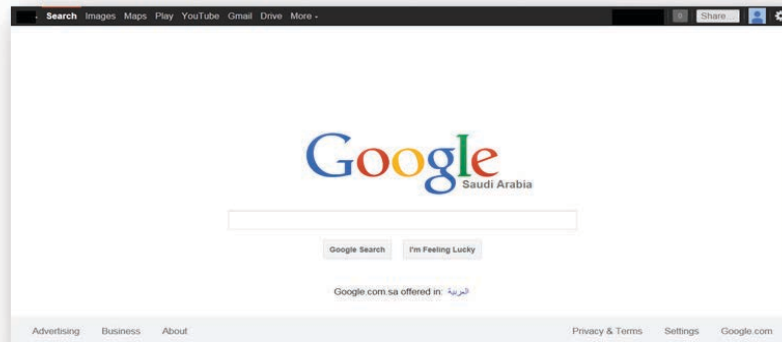 Search Images Maps Play YouTube Gmail Drive More
Share...
Google
Saudi Arabia
Google Search I'm Feeling Lucky
Google.com.sa offered in: العربية
Advertising Business About Privacy & Terms Settings Google.com